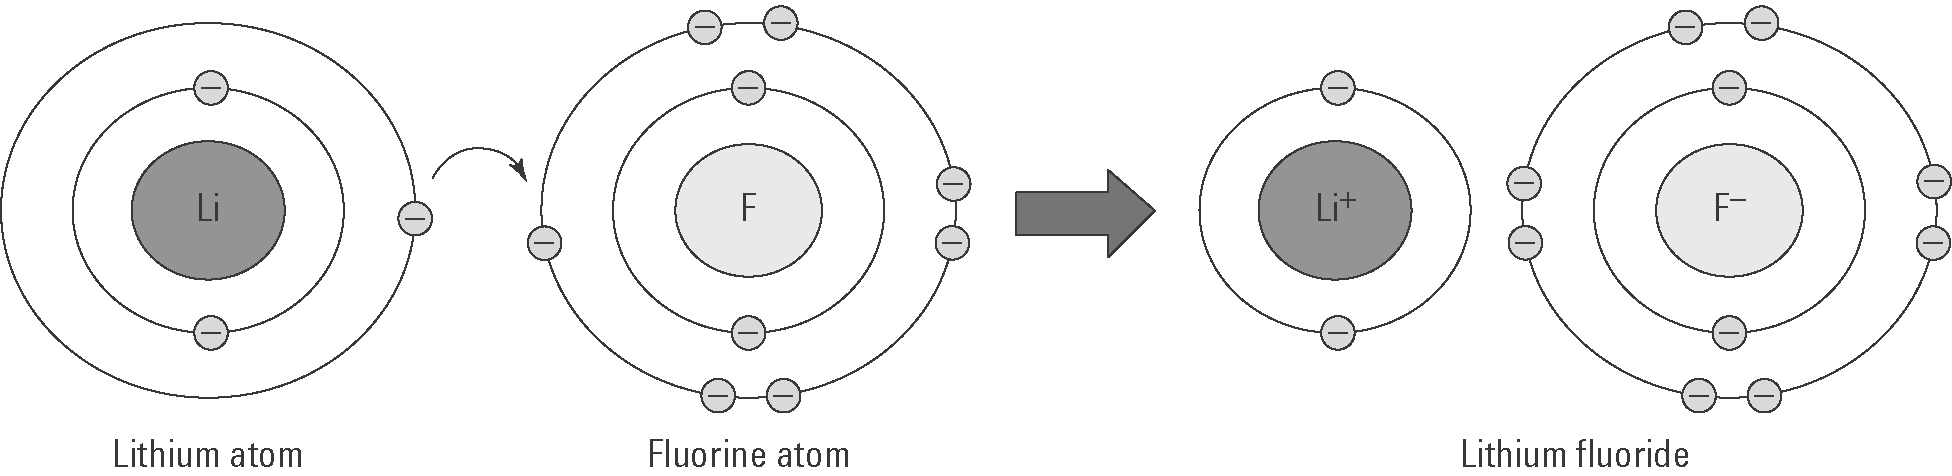 Li
F
Li⁺
F⁻
Lithium atom
Fluorine atom
Lithium fluoride